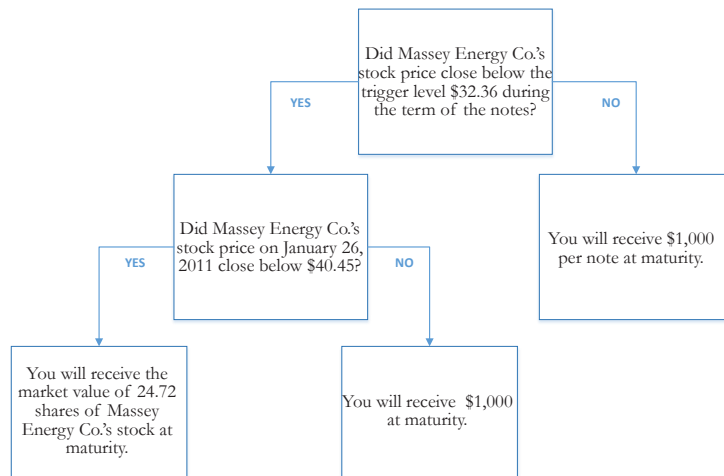 Did Massey Energy Co.'s
stock price close below the
trigger level $32.36 during
the term of the notes?
YES
NO
Did Massey Energy Co.'s
stock price on January 26,
2011 close below $40.45?
You will receive $1,000
per note at maturity.
YES
NO
You will receive the
market value of 24.72
shares of Massey
Energy Co.'s stock at
maturity.
You will receive $1,000
at maturity.